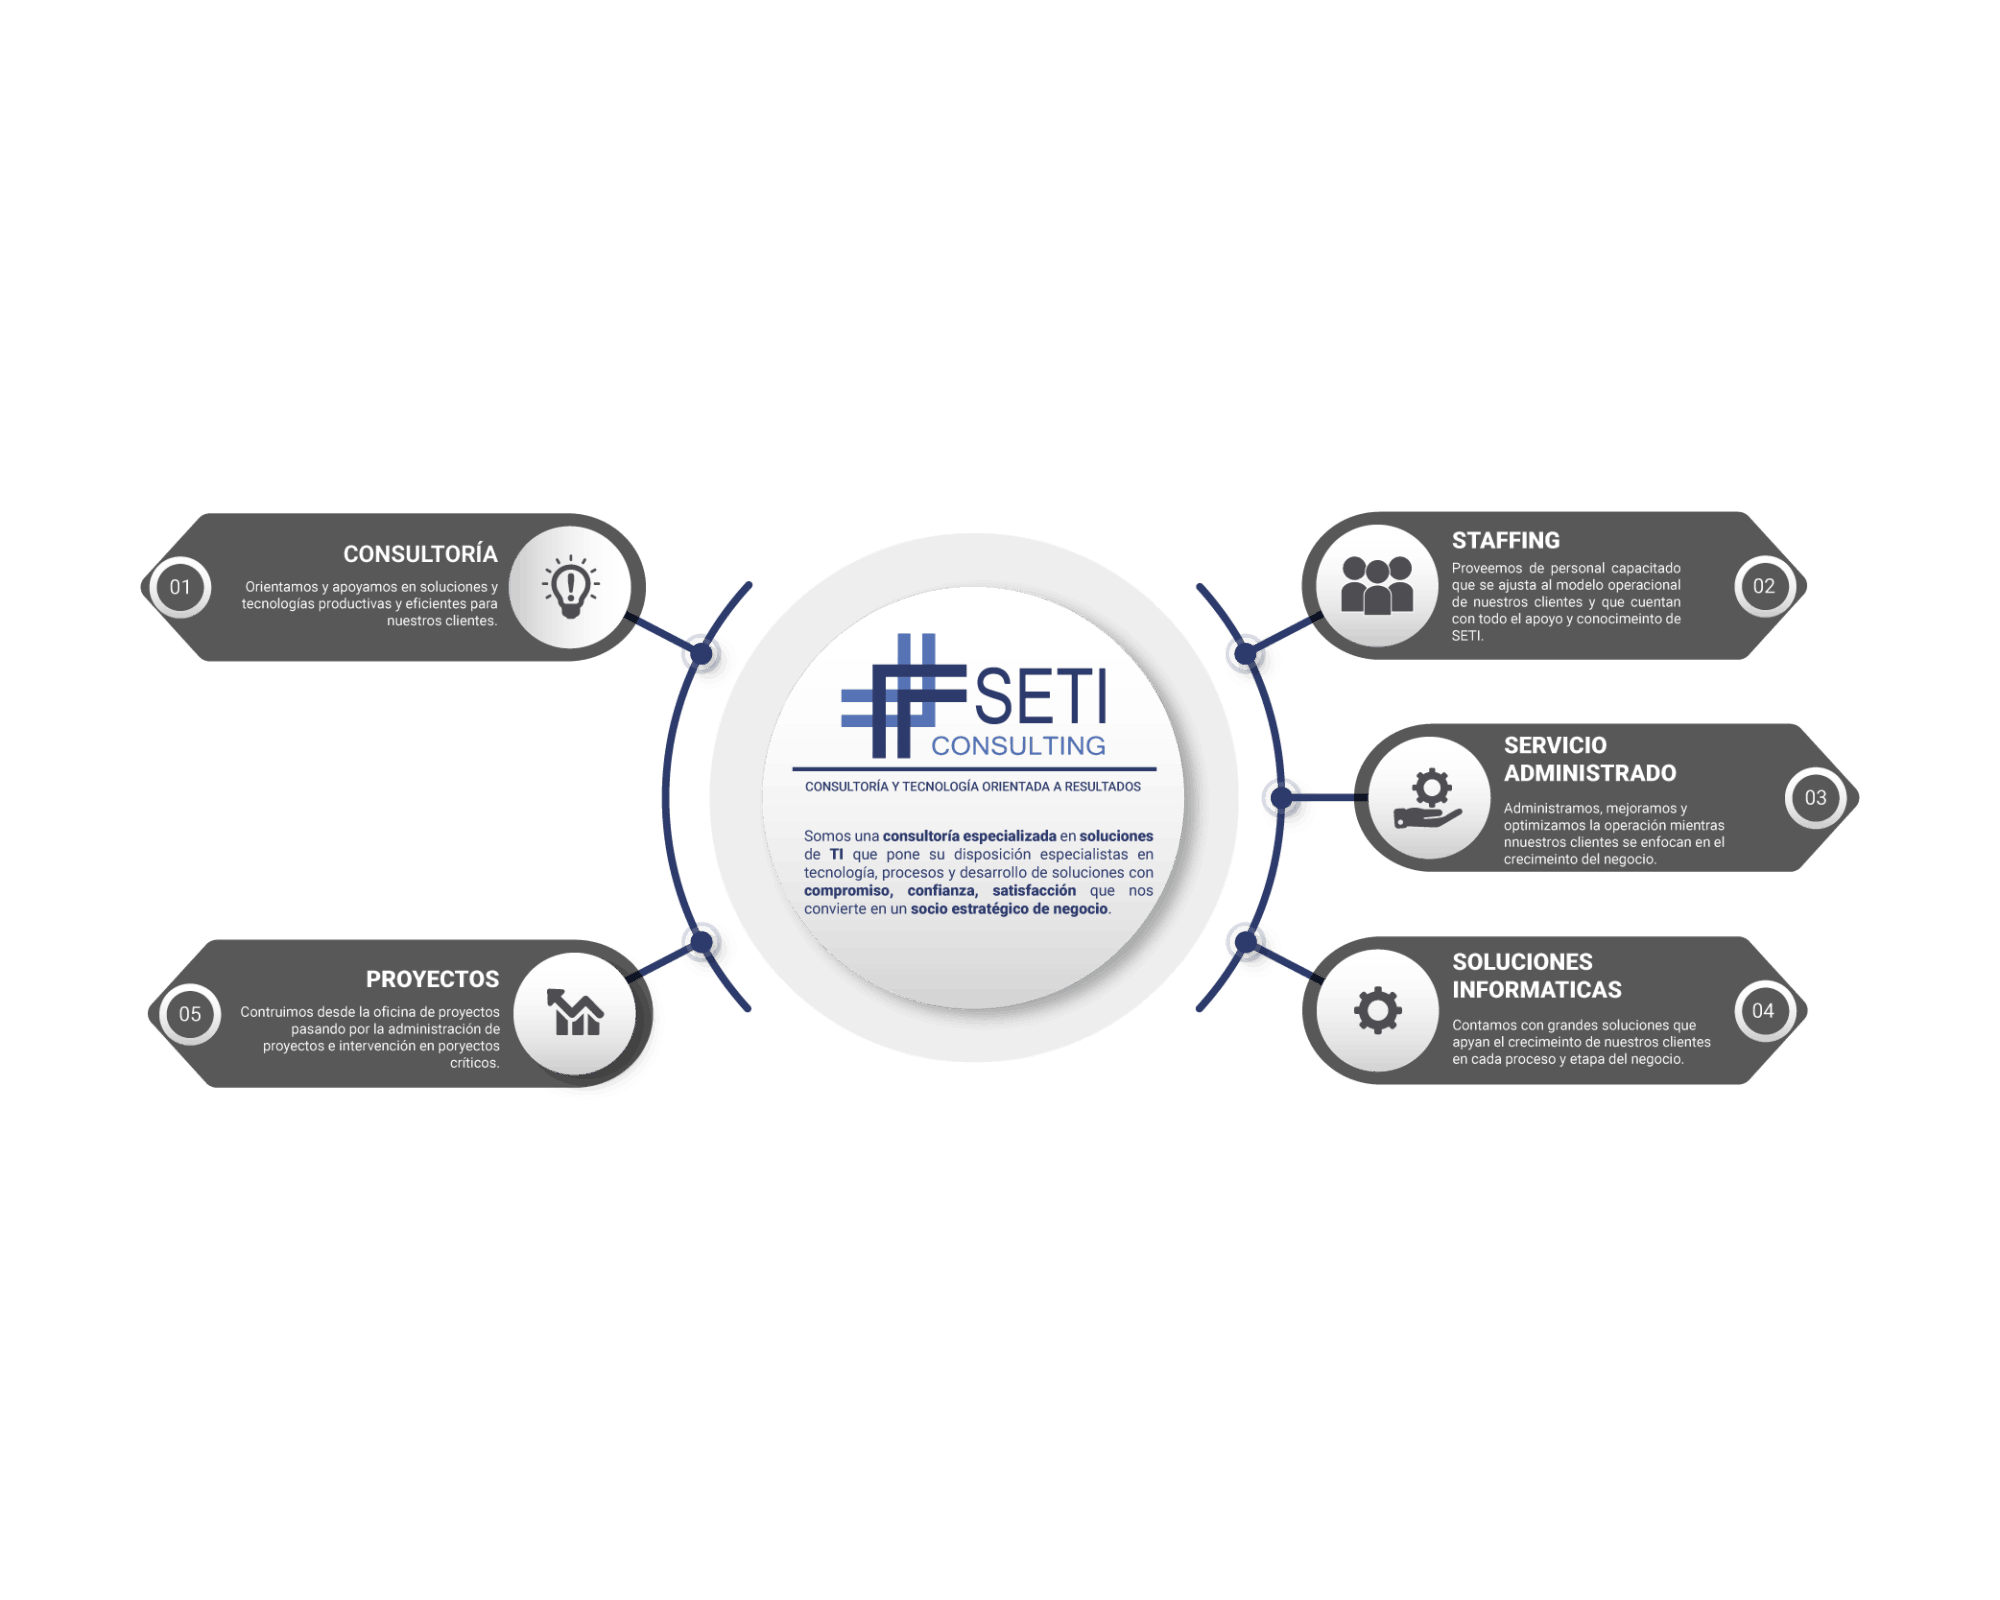 SETI
CONSULTING
CONSULTORÍA Y TECNOLOGÍA ORIENTADA A RESULTADOS
Somos una consultoría especializada en soluciones
de TI que pone su disposición especialistas en
tecnología, procesos y desarrollo de soluciones con
compromiso, confianza, satisfacción que nos
convierte en un socio estratégico de negocio.
01
CONSULTORÍA
Orientamos y apoyamos en soluciones y
tecnologías productivas y eficientes para
nuestros clientes.
02
STAFFING
Proveemos de personal capacitado
que se ajusta al modelo operacional
de nuestros clientes y que cuentan
con todo el apoyo y conocimeinto de
SETI.
03
SERVICIO
ADMINISTRADO
Administramos, mejoramos y
optimizamos la operación mientras
nnuestros clientes se enfocan en el
crecimeinto del negocio.
04
SOLUCIONES
INFORMATICAS
Contamos con grandes soluciones que
apyan el crecimeinto de nuestros clientes
en cada proceso y etapa del negocio.
05
PROYECTOS
Contruimos desde la oficina de proyectos
pasando por la administración de
proyectos e intervención en poryectos
críticos.